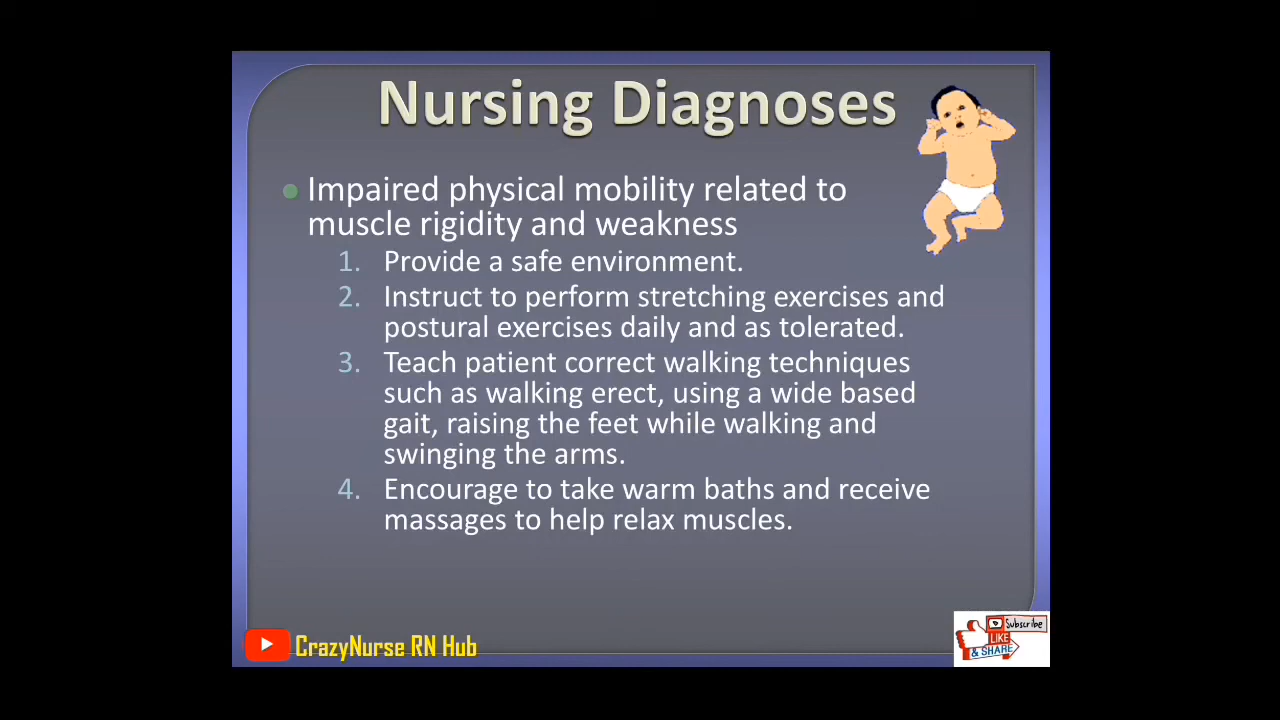 Nursing Diagnoses
Impaired physical mobility related to
muscle rigidity and weakness
1. Provide a safe environment.
2. Instruct to perform stretching exercises and
postural exercises daily and as tolerated.
3. Teach patient correct walking techniques
such as walking erect, using a wide based
gait, raising the feet while walking and
swinging the arms.
4. Encourage to take warm baths and receive
massages to help relax muscles.
CrazyNurse RN Hub
Subscribe
LIKE
& SHARE